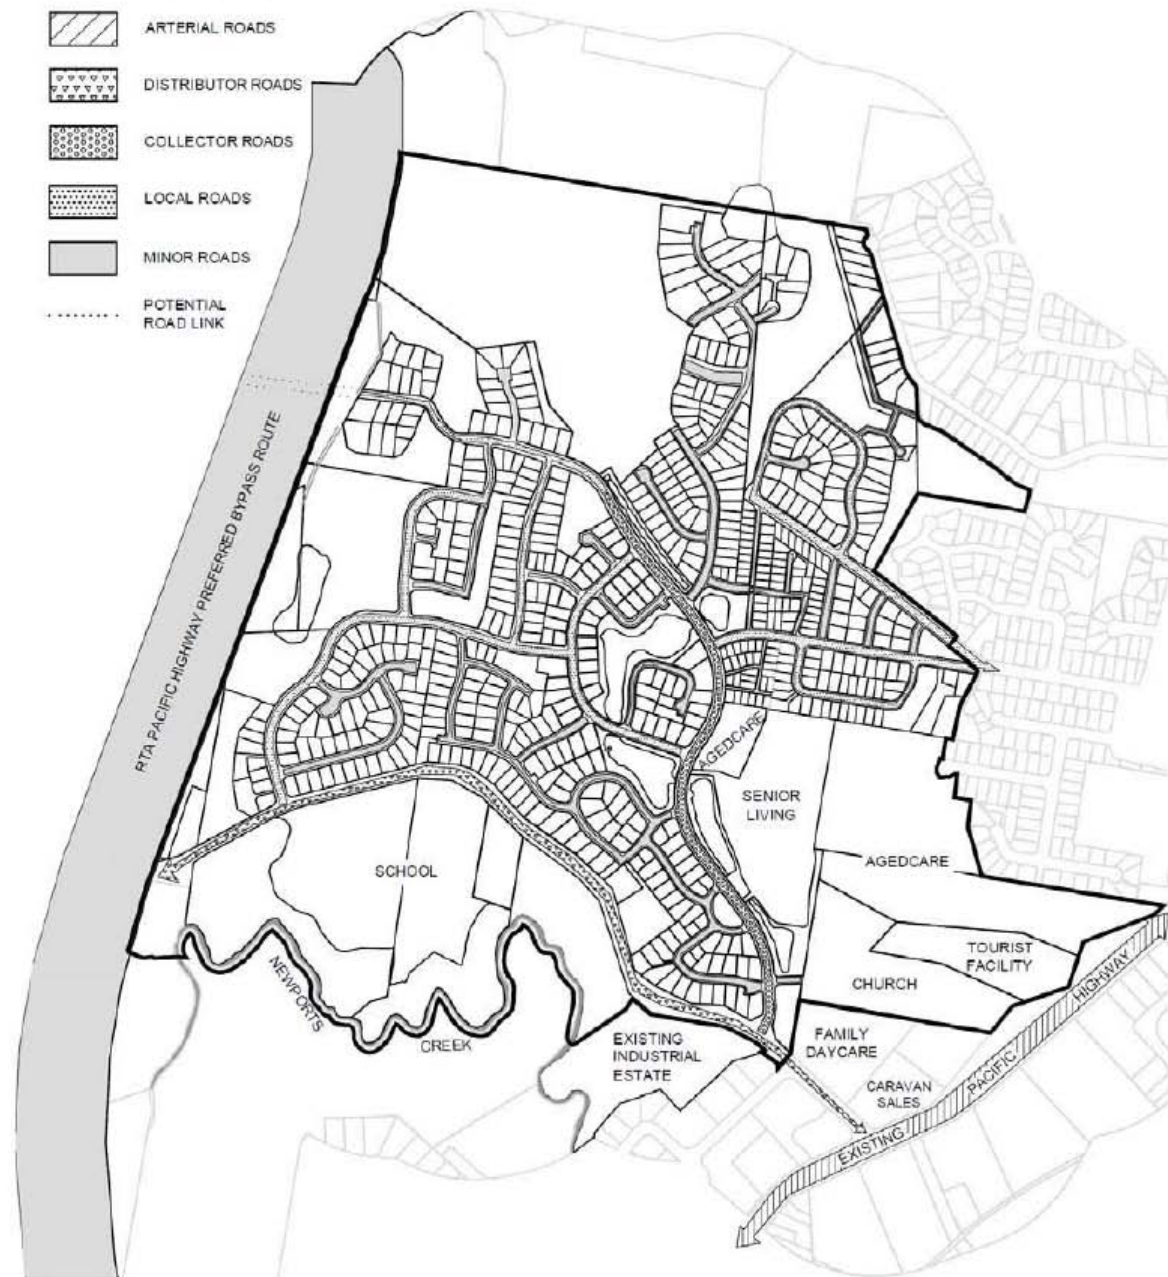 ARTERIAL ROADS
DISTRIBUTOR ROADS
COLLECTOR ROADS
LOCAL ROADS
MINOR ROADS
POTENTIAL
ROAD LINK
RTA PACIFIC HIGHWAY PREFERRED BYPASS ROUTE
AGEDCARE
SENIOR
LIVING
AGEDCARE
SCHOOL
TOURIST
FACILITY
CHURCH
NEWPORTS
CREEK
EXISTING
INDUSTRIAL
ESTATE
FAMILY
DAYCARE
CARAVAN
SALES
EXISTING PACIFIC HIGHWAY